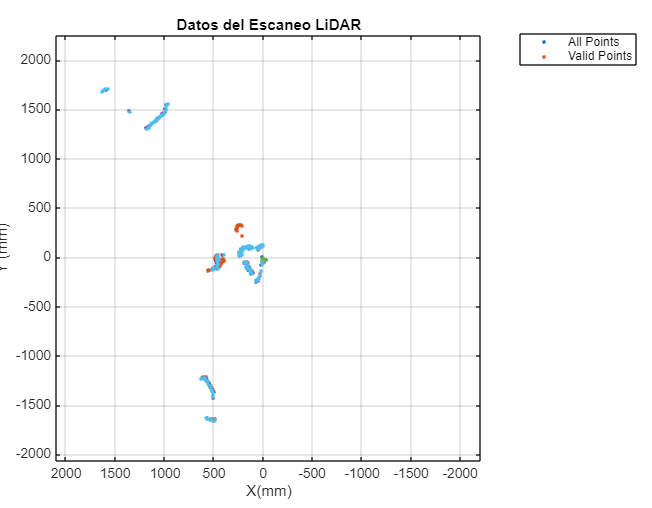 Datos del Escaneo LiDAR
All Points
Valid Points
2000
1500
1000
500
0
-500
-1000
-1500
-2000
Y (mm)
2000 1500 1000 500 0 -500 -1000 -1500 -2000
X(mm)